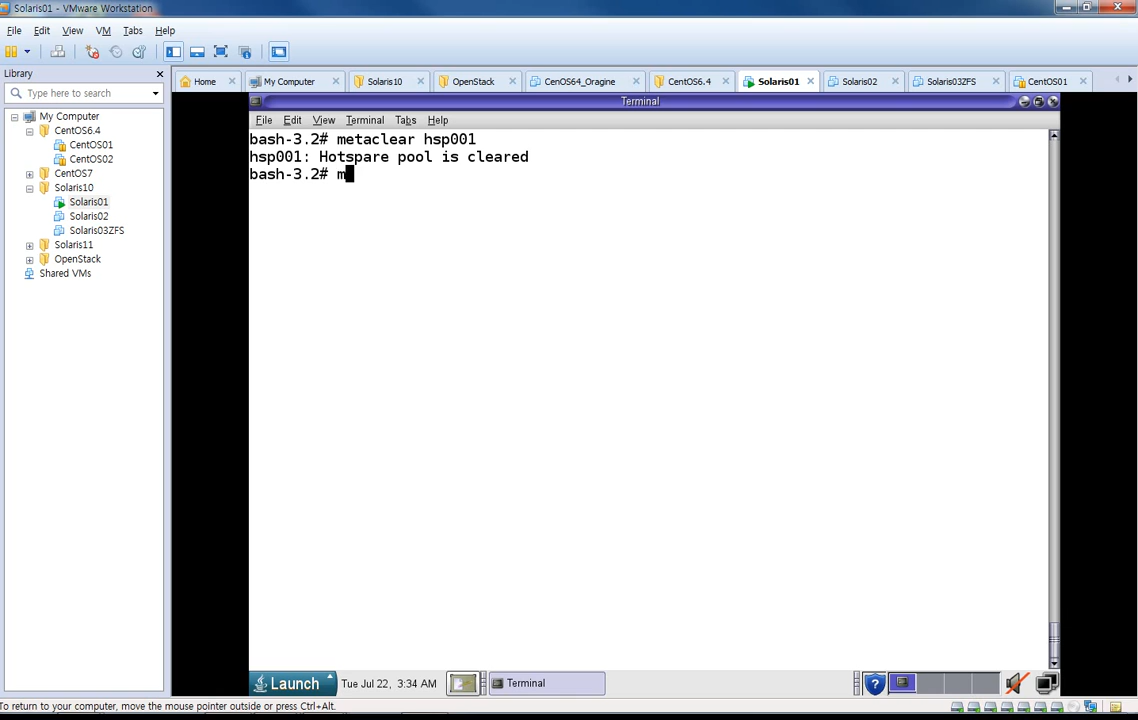 Solaris01 - VMware Workstation
File Edit View VM Tabs Help
Library
Type here to search
My Computer
CentOS6.4
CentOS01
CentOS02
CentOS7
Solaris10
Solaris01
Solaris02
Solaris03ZFS
Solaris11
OpenStack
Shared VMs
Home My Computer Solaris10 OpenStack CenOS64_Oragine CentOS6.4 Solaris01 Solaris02 Solaris03ZFS CentOS01
Terminal
File Edit View Terminal Tabs Help
bash-3.2# metaclear hsp001
hsp001: Hotspare pool is cleared
bash-3.2# m
Launch Tue Jul 22, 3:34 AM Terminal
To return to your computer, move the mouse pointer outside or press Ctrl+Alt.